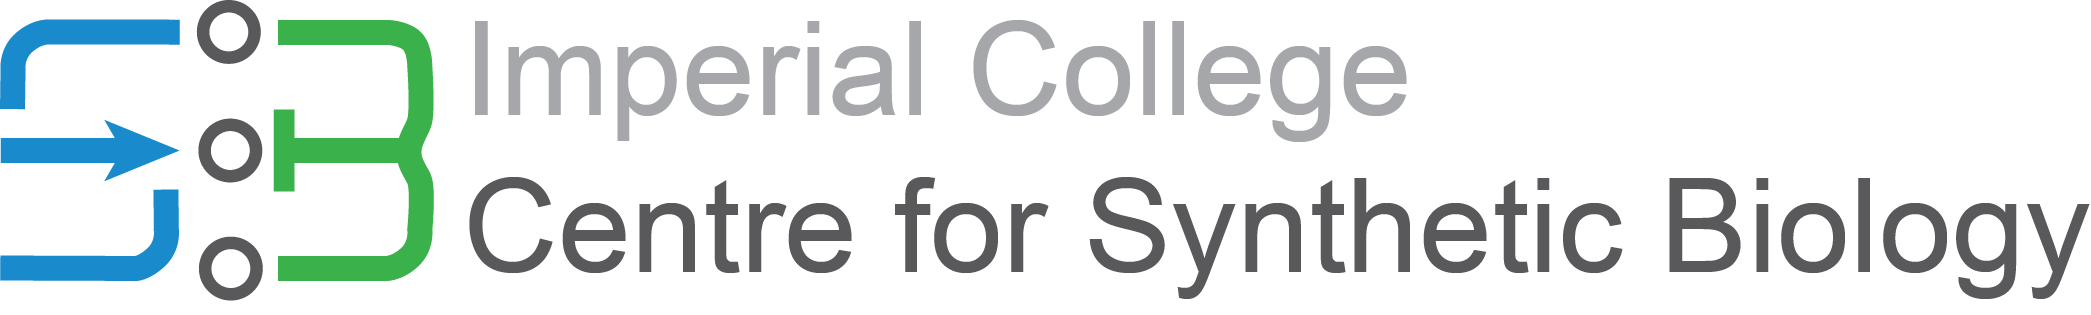 Imperial College
Centre for Synthetic Biology